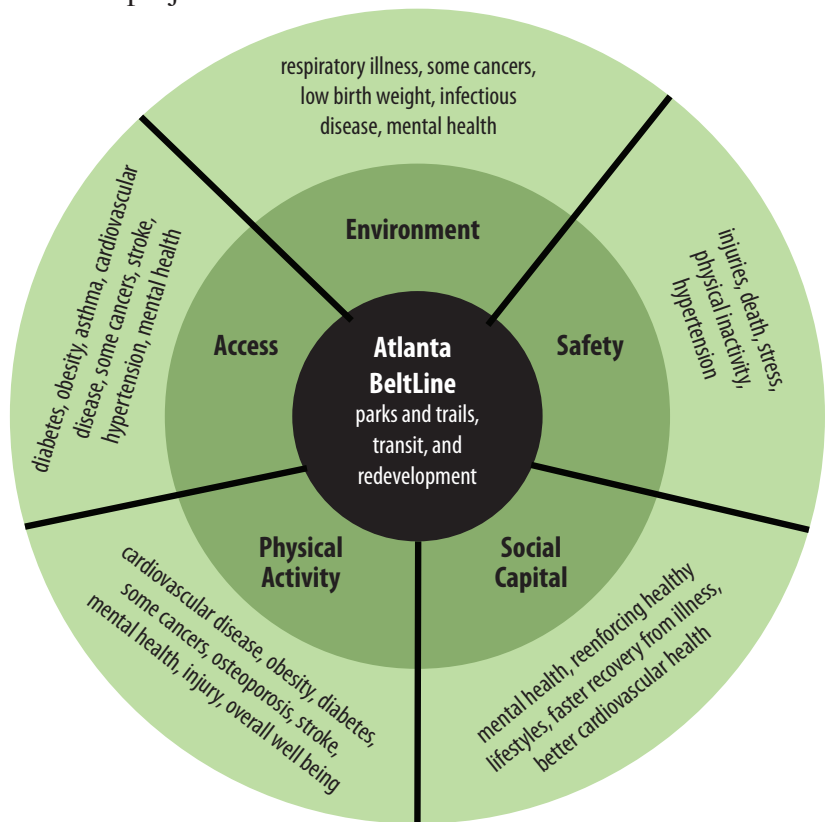 respiratory illness, some cancers,
low birth weight, infectious
disease, mental health
Environment
injuries, death, stress,
physical inactivity,
hypertension
Safety
diabetes, obesity, asthma, cardiovascular
disease, some cancers, stroke,
hypertension, mental health
Access
Atlanta
BeltLine
parks and trails,
transit, and
redevelopment
Physical
Activity
cardiovascular disease, obesity, diabetes,
some cancers, osteoporosis, stroke,
mental health, injury, overall well being
Social
Capital
mental health, reenforcing healthy
lifestyles, faster recovery from illness,
better cardiovascular health